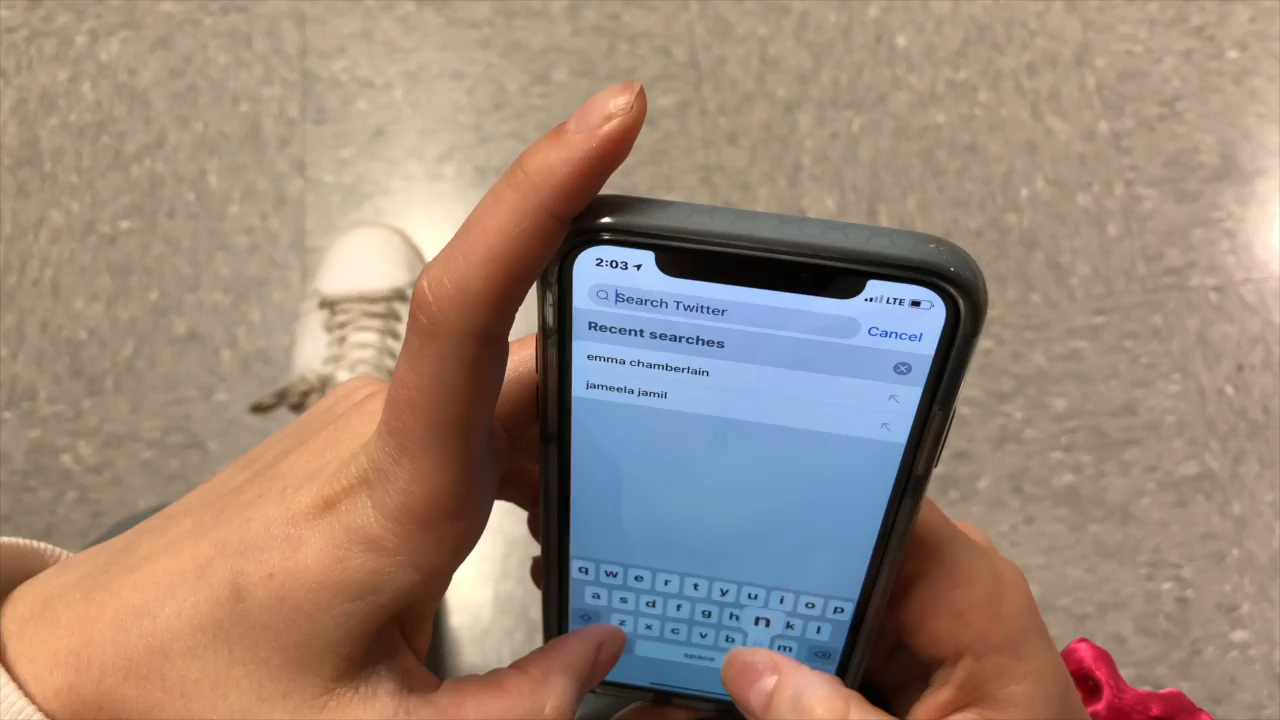 2:03 LTE
Search Twitter Cancel
Recent searches
emma chamberlain
jameela jamil
q w e r t y u i o p
a s d f g h n k l
z x c v b m
space